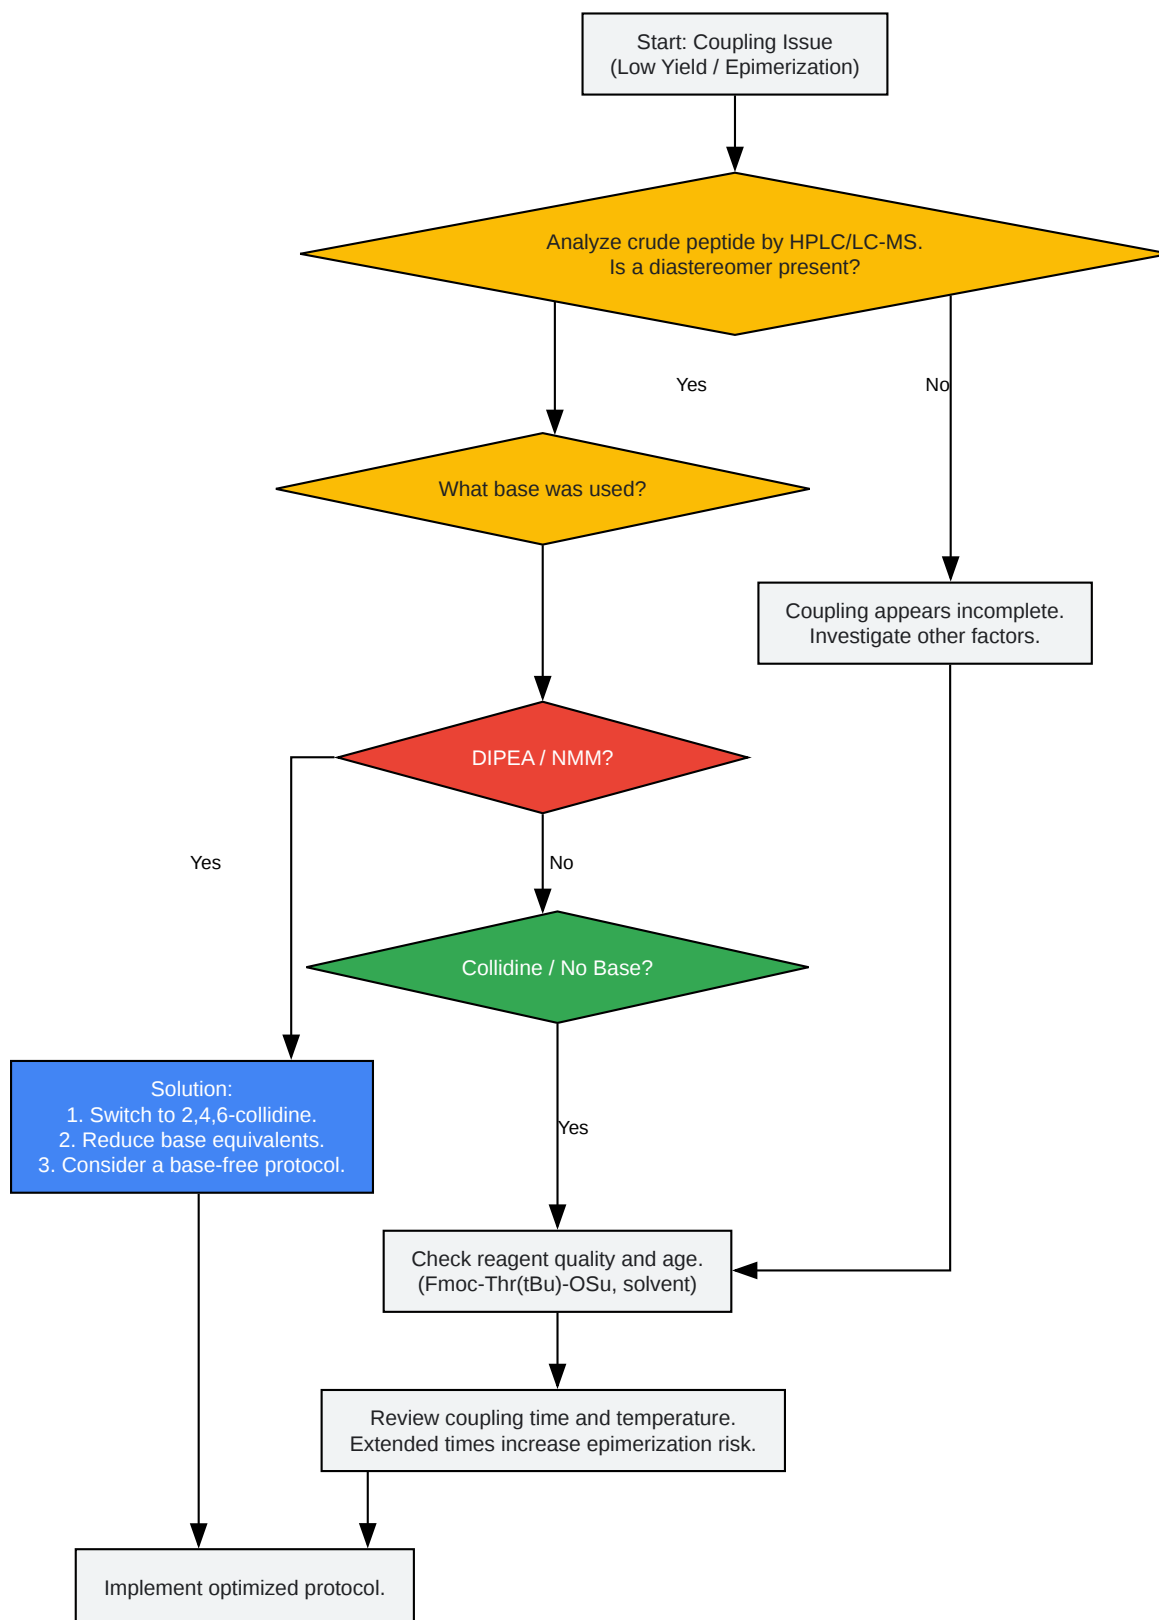 Start: Coupling Issue
(Low Yield / Epimerization)
Analyze crude peptide by HPLC/LC-MS.
Is a diastereomer present?
Yes
No
What base was used?
Coupling appears incomplete.
Investigate other factors.
DIPEA / NMM?
Yes
No
Collidine / No Base?
Solution:
1. Switch to 2,4,6-collidine.
2. Reduce base equivalents.
3. Consider a base-free protocol.
Yes
Check reagent quality and age.
(Fmoc-Thr(tBu)-OSu, solvent)
Review coupling time and temperature.
Extended times increase epimerization risk.
Implement optimized protocol.